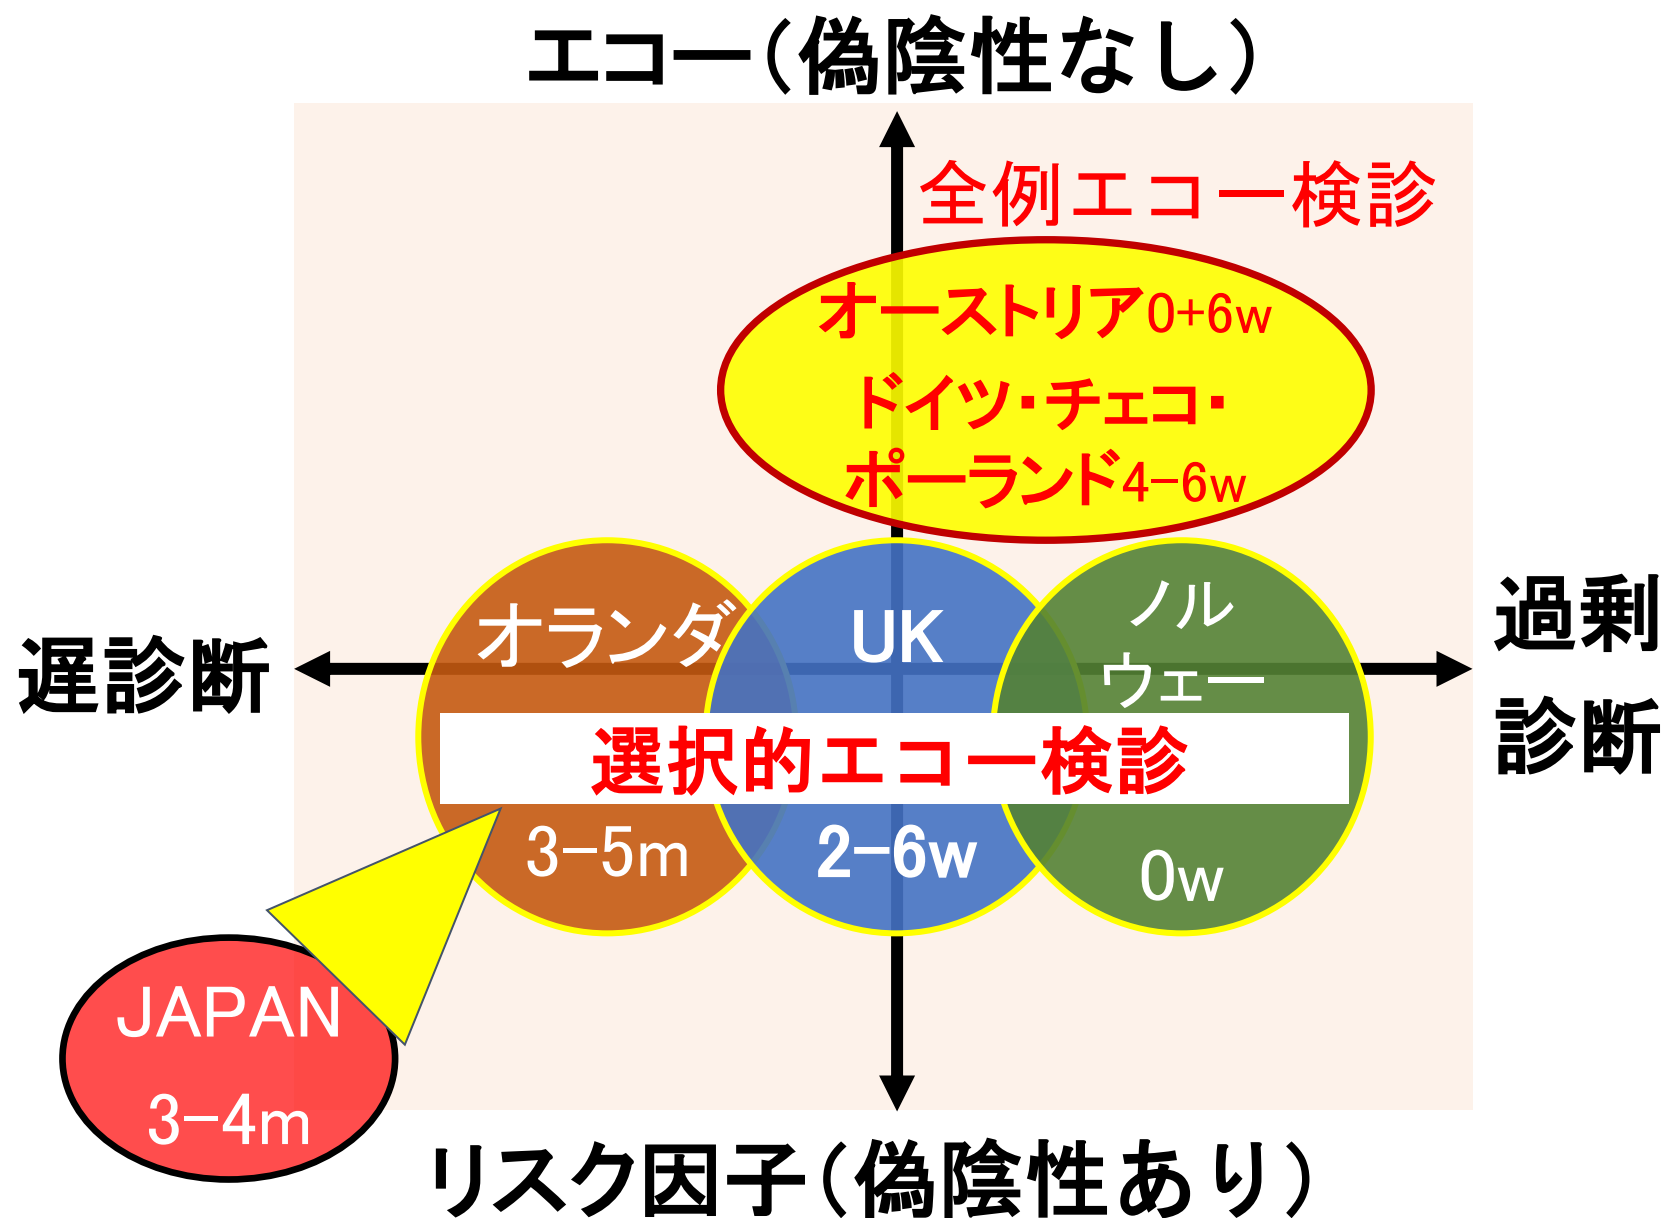 エコー（偽陰性なし）
全例エコー検診
オーストリア0+6w
ドイツ・チェコ・
ポーランド4-6w
遅診断
過剰
診断
オランダ
UK
ノル
ウェー
選択的エコー検診
3-5m
2-6w
0w
JAPAN
3-4m
リスク因子（偽陰性あり）